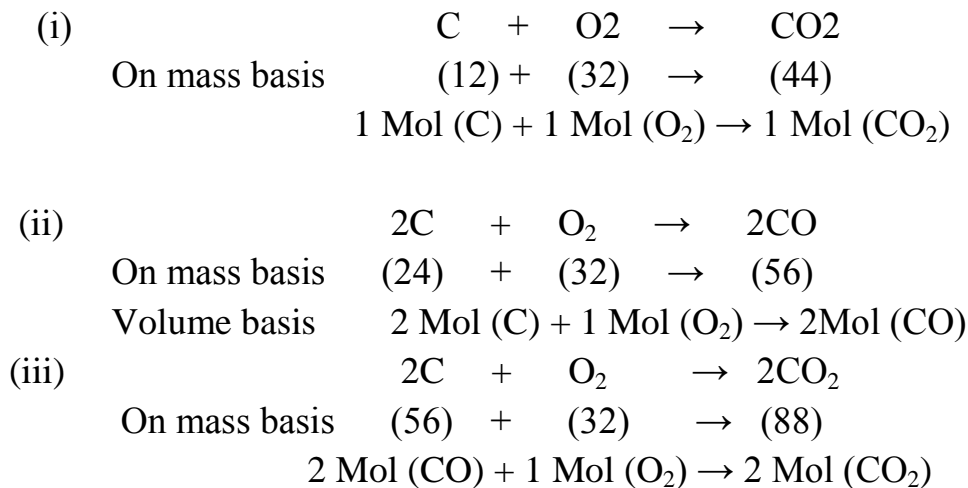 (i) C + O2 → CO2
On mass basis (12) + (32) → (44)
1 Mol (C) + 1 Mol (O₂) → 1 Mol (CO₂)
(ii) 2C + O₂ → 2CO
On mass basis (24) + (32) → (56)
Volume basis 2 Mol (C) + 1 Mol (O₂) → 2Mol (CO)
(iii) 2C + O₂ → 2CO₂
On mass basis (56) + (32) → (88)
2 Mol (CO) + 1 Mol (O₂) → 2 Mol (CO₂)